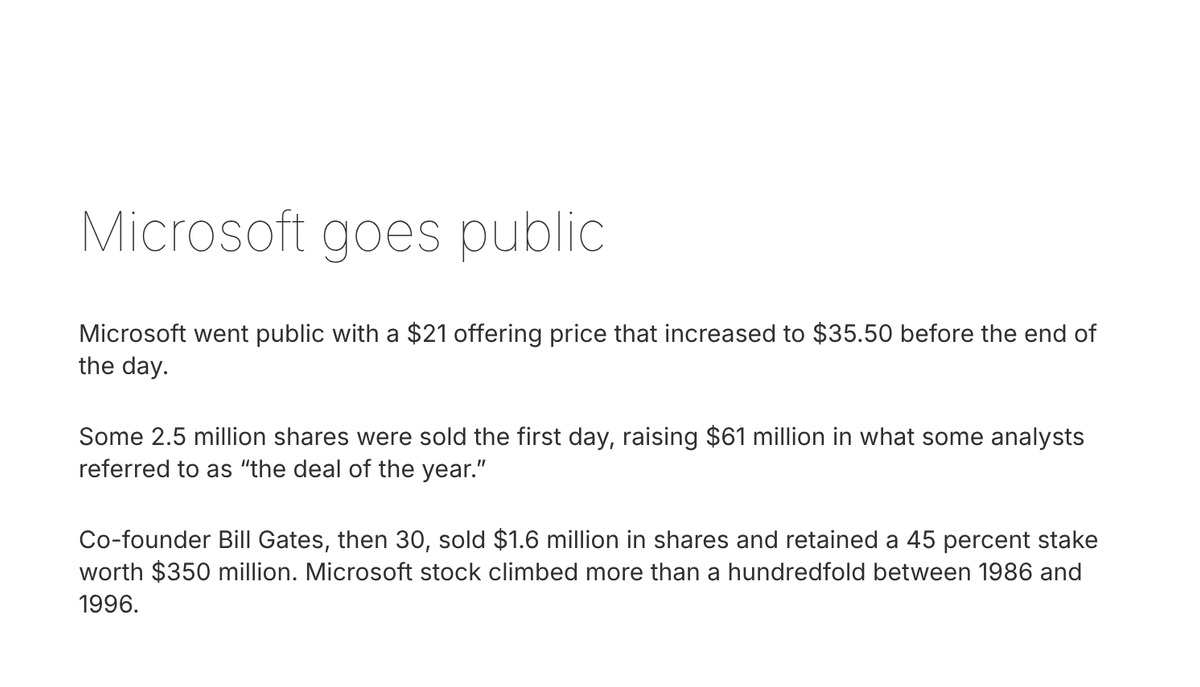 Microsoft goes public
Microsoft went public with a $21 offering price that increased to $35.50 before the end of
the day.
Some 2.5 million shares were sold the first day, raising $61 million in what some analysts
referred to as “the deal of the year.”
Co-founder Bill Gates, then 30, sold $1.6 million in shares and retained a 45 percent stake
worth $350 million. Microsoft stock climbed more than a hundredfold between 1986 and
1996.